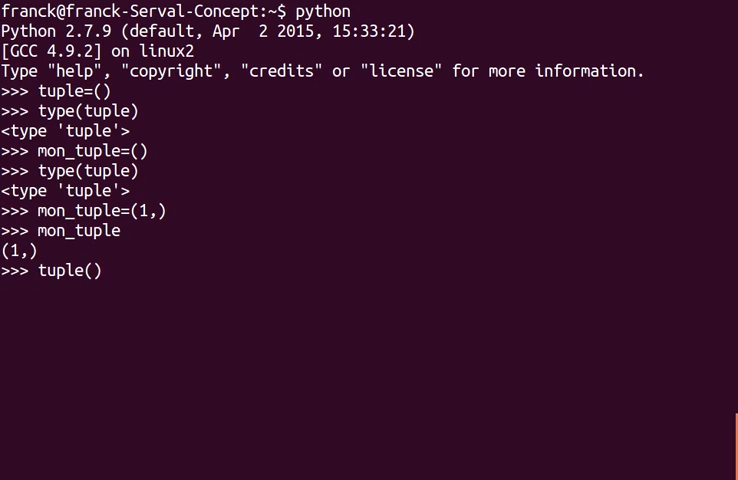 franck@franck-Serval-Concept:~$ python
Python 2.7.9 (default, Apr  2 2015, 15:33:21)
[GCC 4.9.2] on linux2
Type "help", "copyright", "credits" or "license" for more information.
>>> tuple=()
>>> type(tuple)
<type 'tuple'>
>>> mon_tuple=()
>>> type(tuple)
<type 'tuple'>
>>> mon_tuple=(1,)
>>> mon_tuple
(1,)
>>> tuple()